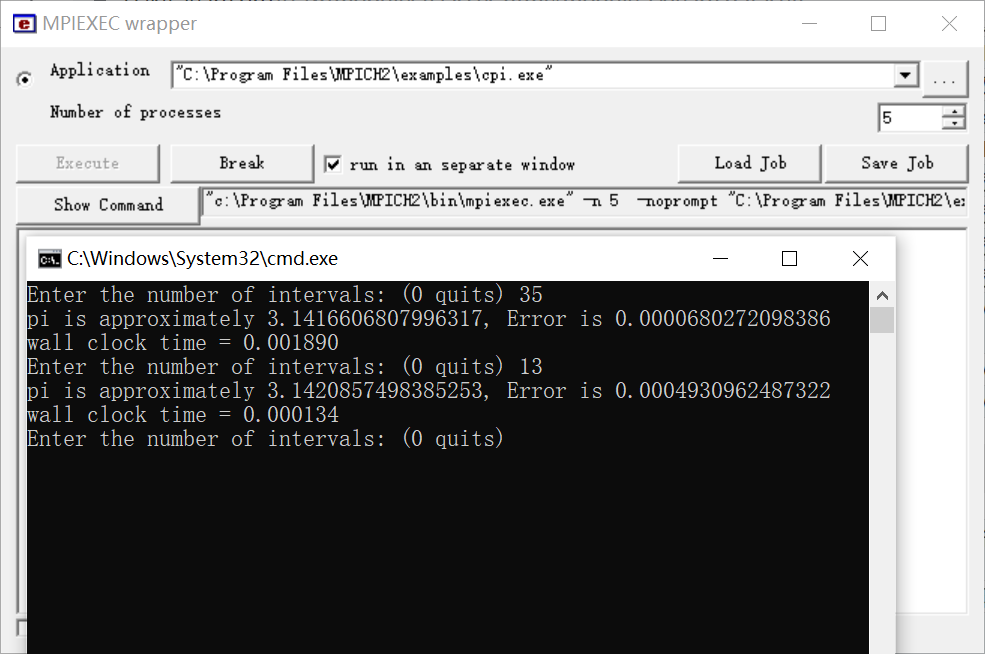 MPIEXEC wrapper
Application "C:\Program Files\MPICH2\examples\cpi.exe" ...
Number of processes 5
Execute Break run in an separate window Load Job Save Job
Show Command "c:\Program Files\MPICH2\bin\mpiexec.exe" -n 5 -noprompt "C:\Program Files\MPICH2\e
C:\Windows\System32\cmd.exe
Enter the number of intervals: (0 quits) 35
pi is approximately 3.1416606807996317, Error is 0.0000680272098386
wall clock time = 0.001890
Enter the number of intervals: (0 quits) 13
pi is approximately 3.1420857498385253, Error is 0.0004930962487322
wall clock time = 0.000134
Enter the number of intervals: (0 quits)